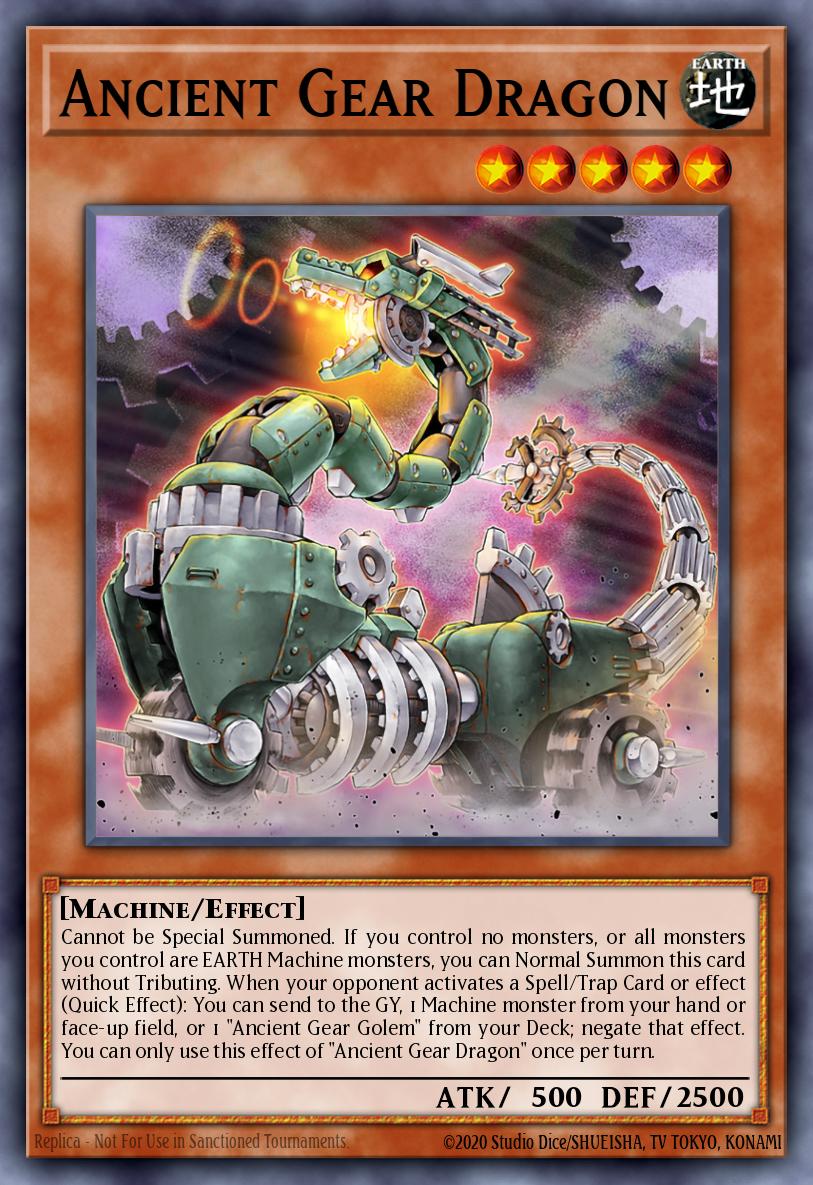 Ancient Gear Dragon
EARTH
地
[Machine/Effect]
Cannot be Special Summoned. If you control no monsters, or all monsters
you control are EARTH Machine monsters, you can Normal Summon this card
without Tributing. When your opponent activates a Spell/Trap Card or effect
(Quick Effect): You can send to the GY, 1 Machine monster from your hand or
face-up field, or 1 "Ancient Gear Golem" from your Deck; negate that effect.
You can only use this effect of "Ancient Gear Dragon" once per turn.
ATK/ 500 DEF/2500
Replica - Not For Use in Sanctioned Tournaments.
©2020 Studio Dice/SHUEISHA, TV TOKYO, KONAMI